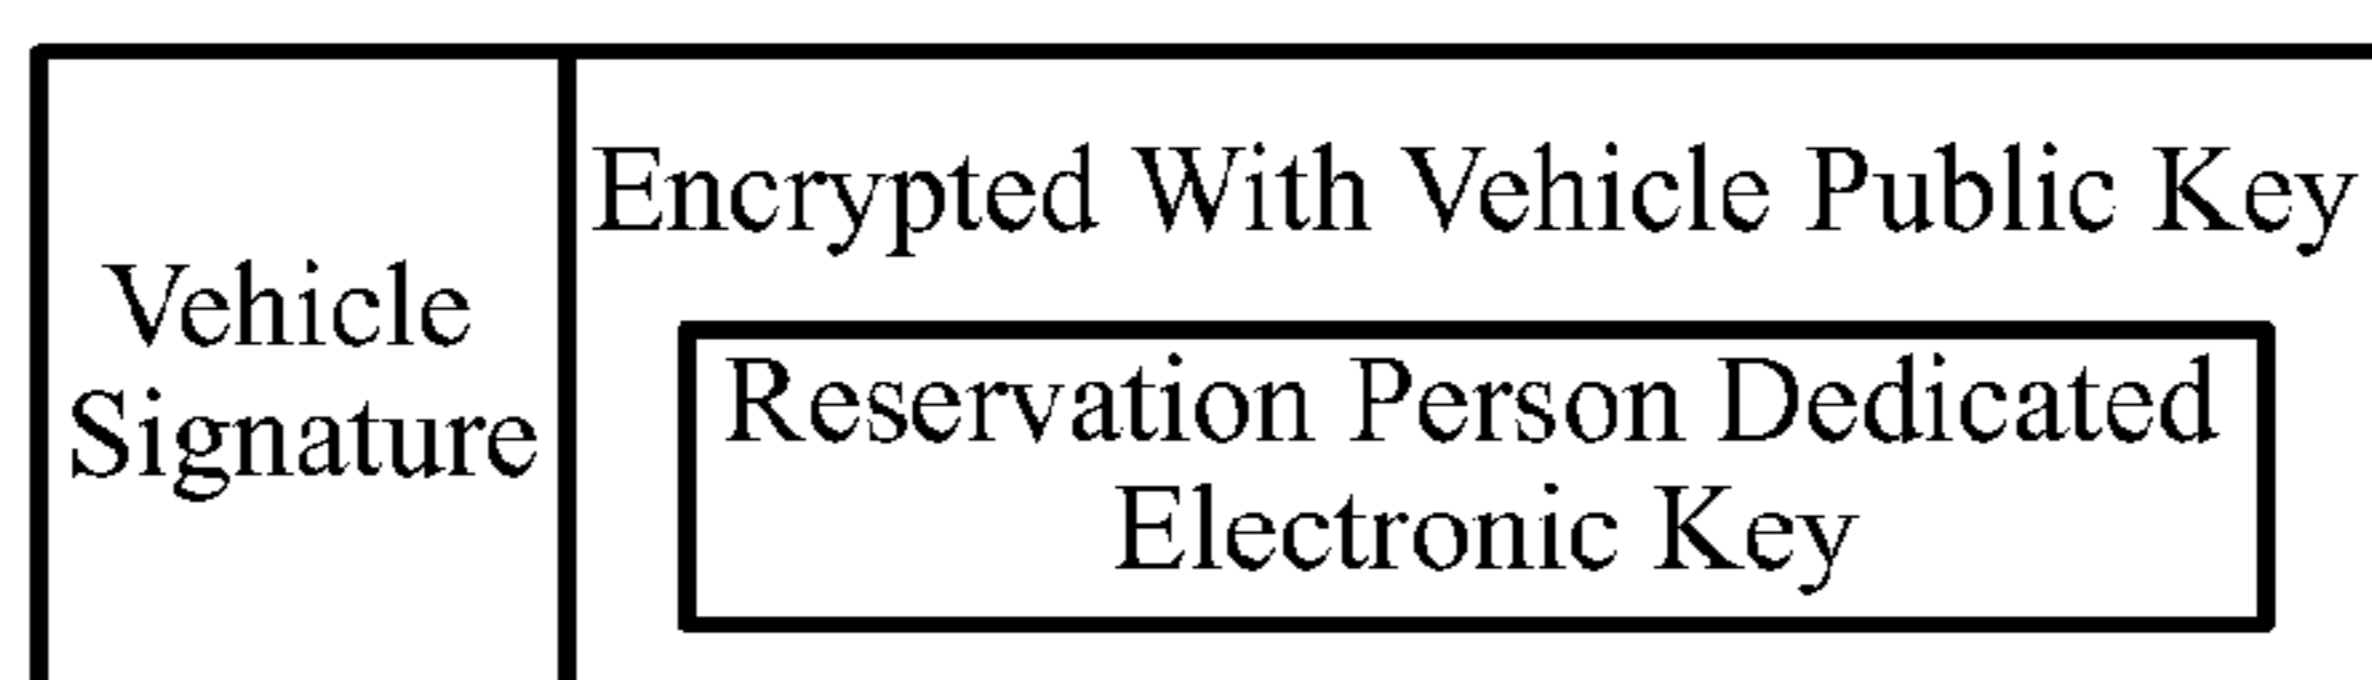 Vehicle
Signature
Encrypted With Vehicle Public Key
Reservation Person Dedicated
Electronic Key